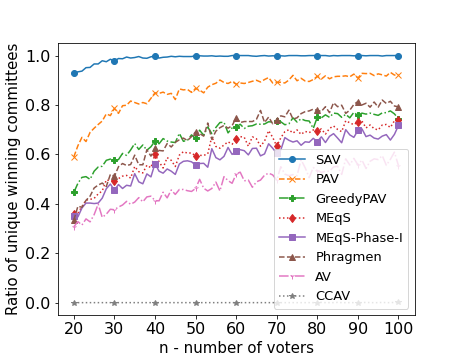 Ratio of unique winning committees
1.0
0.8
0.6
0.4
0.2
0.0
SAV
PAV
GreedyPAV
MEqS
MEqS-Phase-I
Phragmen
AV
CCAV
20 30 40 50 60 70 80 90 100
n - number of voters